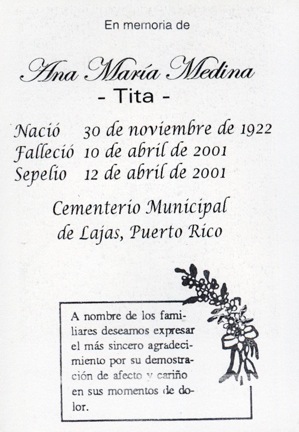 En memoria de
Ana María Medina
- Tita -
Nació 30 de noviembre de 1922
Falleció 10 de abril de 2001
Sepelio 12 de abril de 2001
Cementerio Municipal
de Lajas, Puerto Rico
A nombre de los fami-
liares deseamos expresar
el más sincero agradeci-
miento por su demostra-
ción de afecto y cariño
en sus momentos de do-
lor.